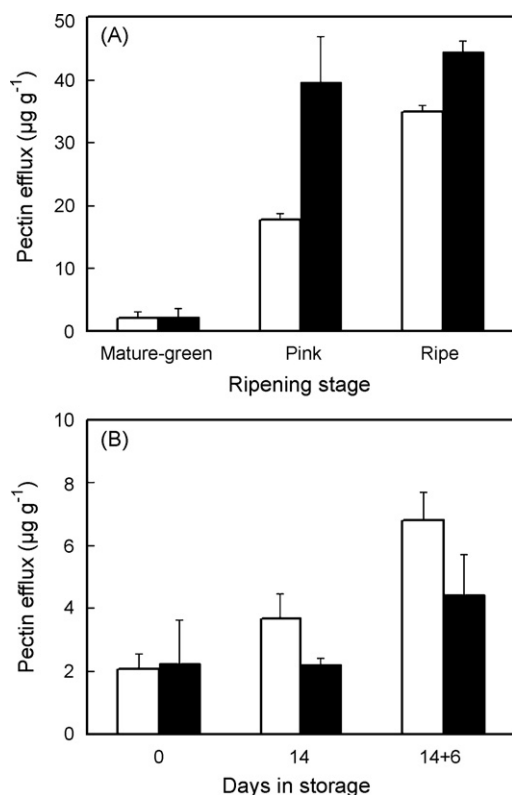 (A)
Pectin efflux (µg g⁻¹)
50
40
30
20
10
0
Mature-green Pink Ripe
Ripening stage
(B)
Pectin efflux (µg g⁻¹)
10
8
6
4
2
0
0 14 14+6
Days in storage